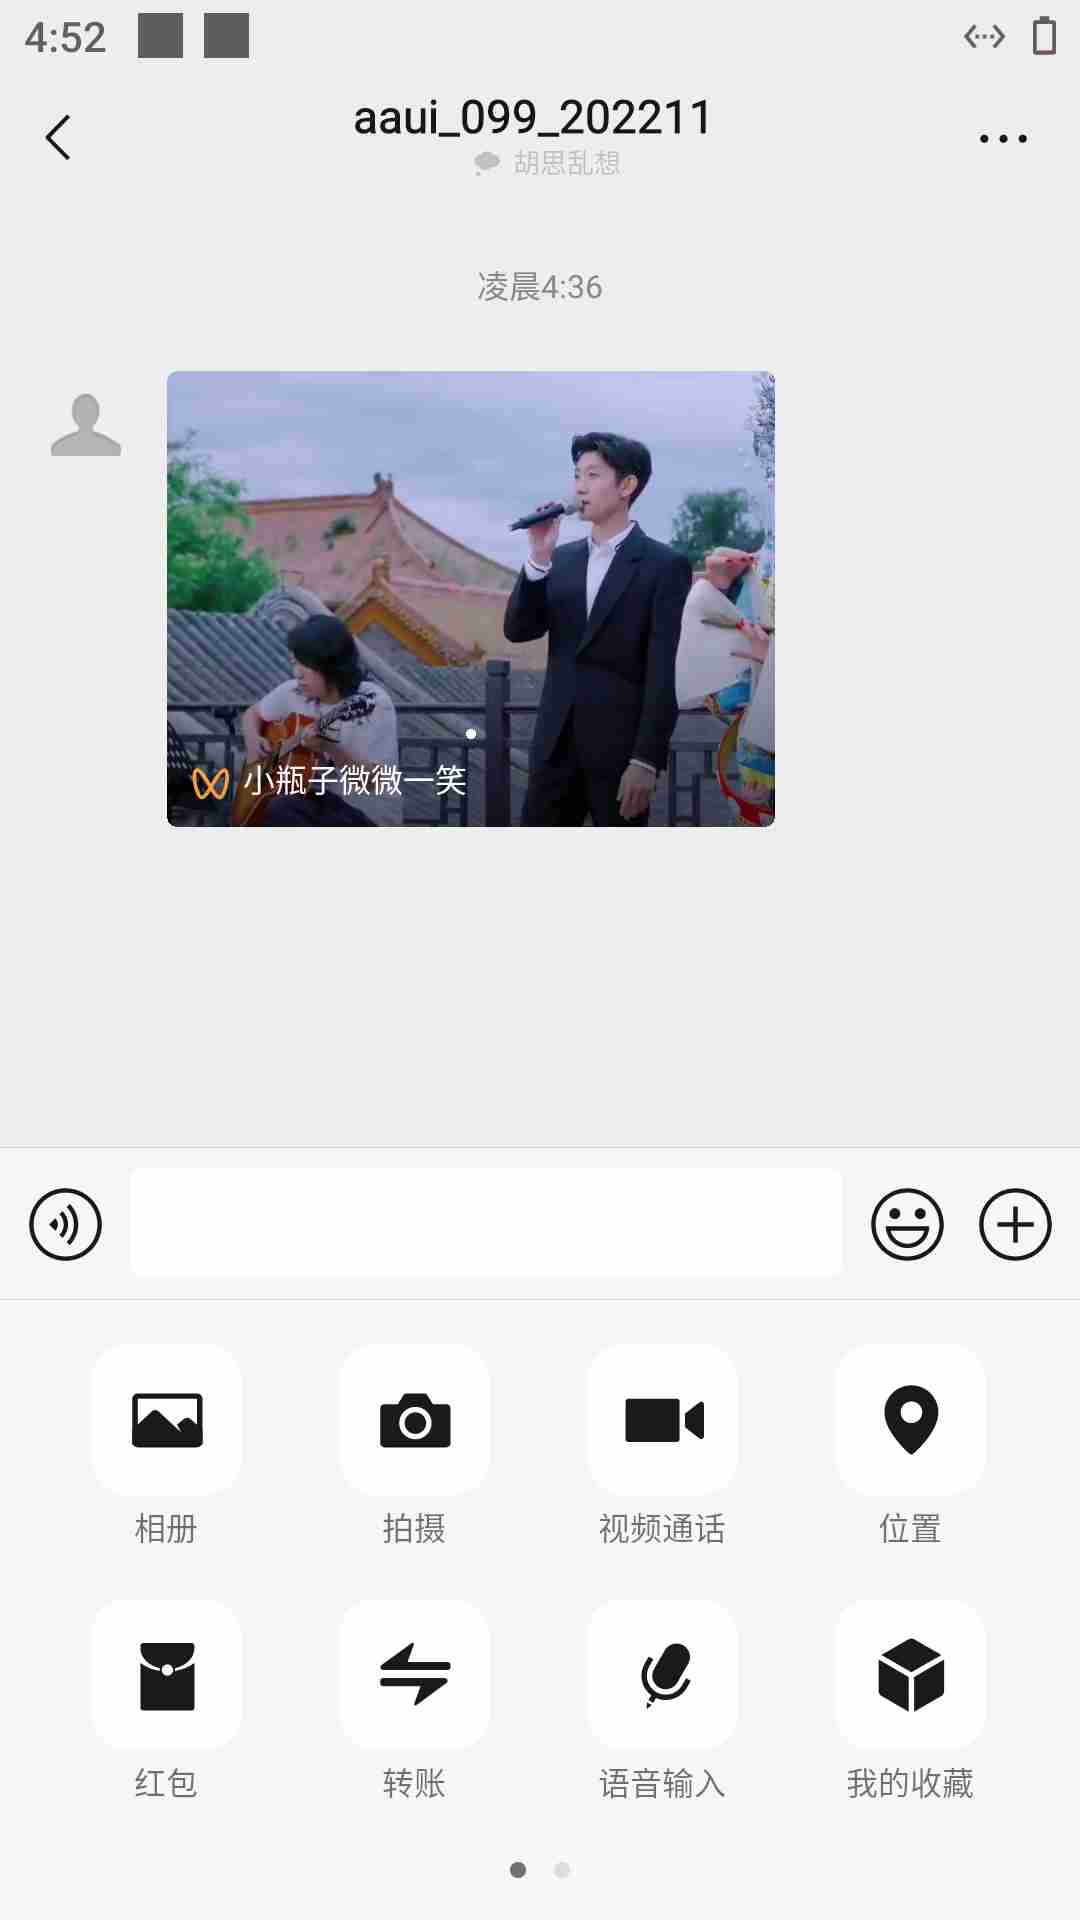 4:52
aaui_099_202211
胡思乱想
凌晨4:36
小瓶子微微一笑
相册
拍摄
视频通话
位置
红包
转账
语音输入
我的收藏